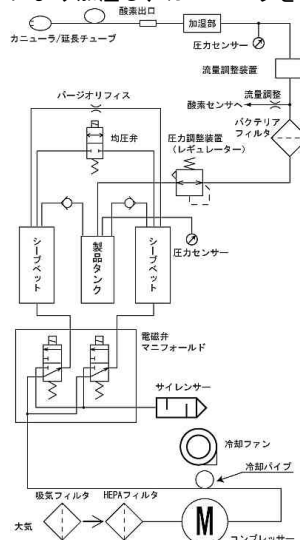 酸素出口
カニューラ/延長チューブ
加湿部
圧力センサー
流量調整装置
流量調整
酸素センサへ
バクテリア
フィルタ
パージオリフィス
均圧弁
圧力調整装置
（レギュレーター）
シーブベット
製品タンク
シーブベット
圧力センサー
電磁弁
マニフォールド
サイレンサー
冷却ファン
冷却パイプ
吸気フィルタ
HEPAフィルタ
大気
M
コンプレッサー